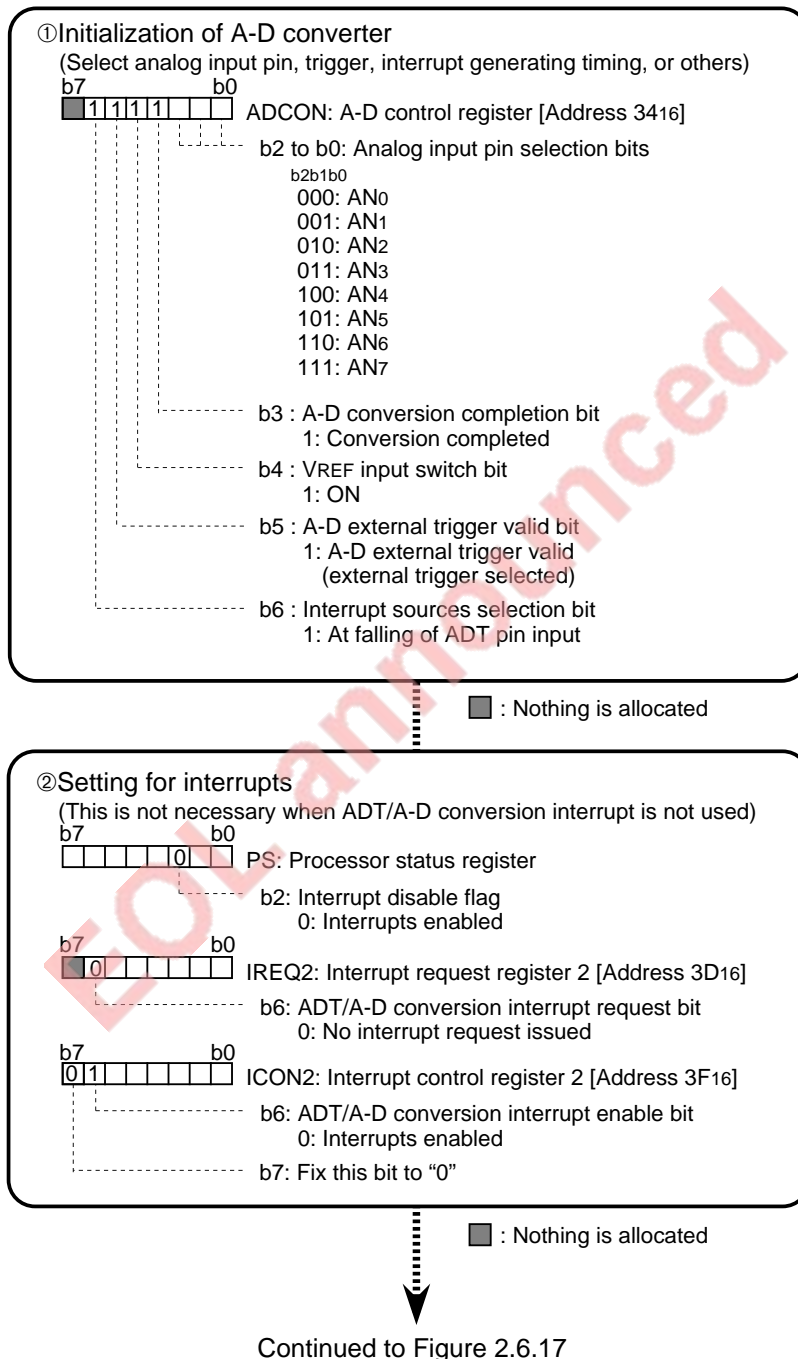 ①Initialization of A-D converter
(Select analog input pin, trigger, interrupt generating timing, or others)
b7 b0
1 1 1 1 ADCON: A-D control register [Address 3416]
b2 to b0: Analog input pin selection bits
b2b1b0
000: AN0
001: AN1
010: AN2
011: AN3
100: AN4
101: AN5
110: AN6
111: AN7
b3 : A-D conversion completion bit
1: Conversion completed
b4 : VREF input switch bit
1: ON
b5 : A-D external trigger valid bit
1: A-D external trigger valid
(external trigger selected)
b6 : Interrupt sources selection bit
1: At falling of ADT pin input
: Nothing is allocated
②Setting for interrupts
(This is not necessary when ADT/A-D conversion interrupt is not used)
b7 b0
0 PS: Processor status register
b2: Interrupt disable flag
0: Interrupts enabled
b7 b0
0 IREQ2: Interrupt request register 2 [Address 3D16]
b6: ADT/A-D conversion interrupt request bit
0: No interrupt request issued
b7 b0
0 1 ICON2: Interrupt control register 2 [Address 3F16]
b6: ADT/A-D conversion interrupt enable bit
0: Interrupts enabled
b7: Fix this bit to “0”
: Nothing is allocated
Continued to Figure 2.6.17
EOL announced